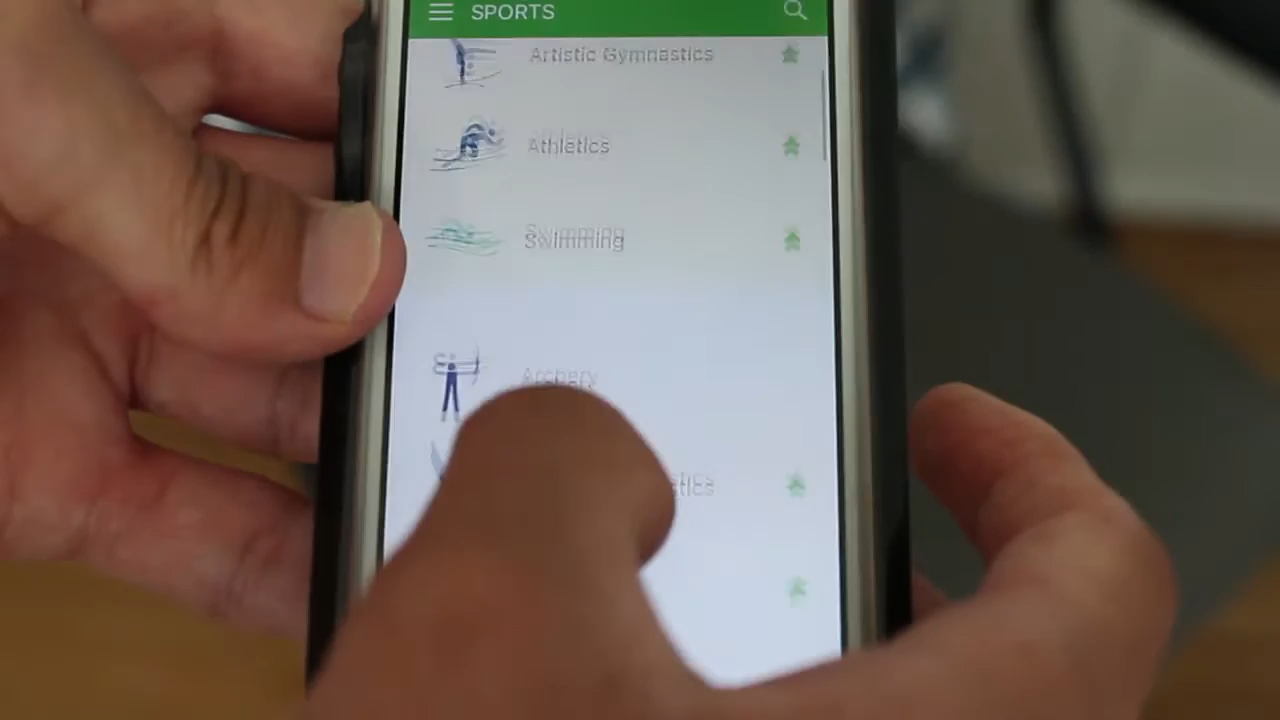 SPORTS
Artistic Gymnastics
Athletics
Swimming
Archery